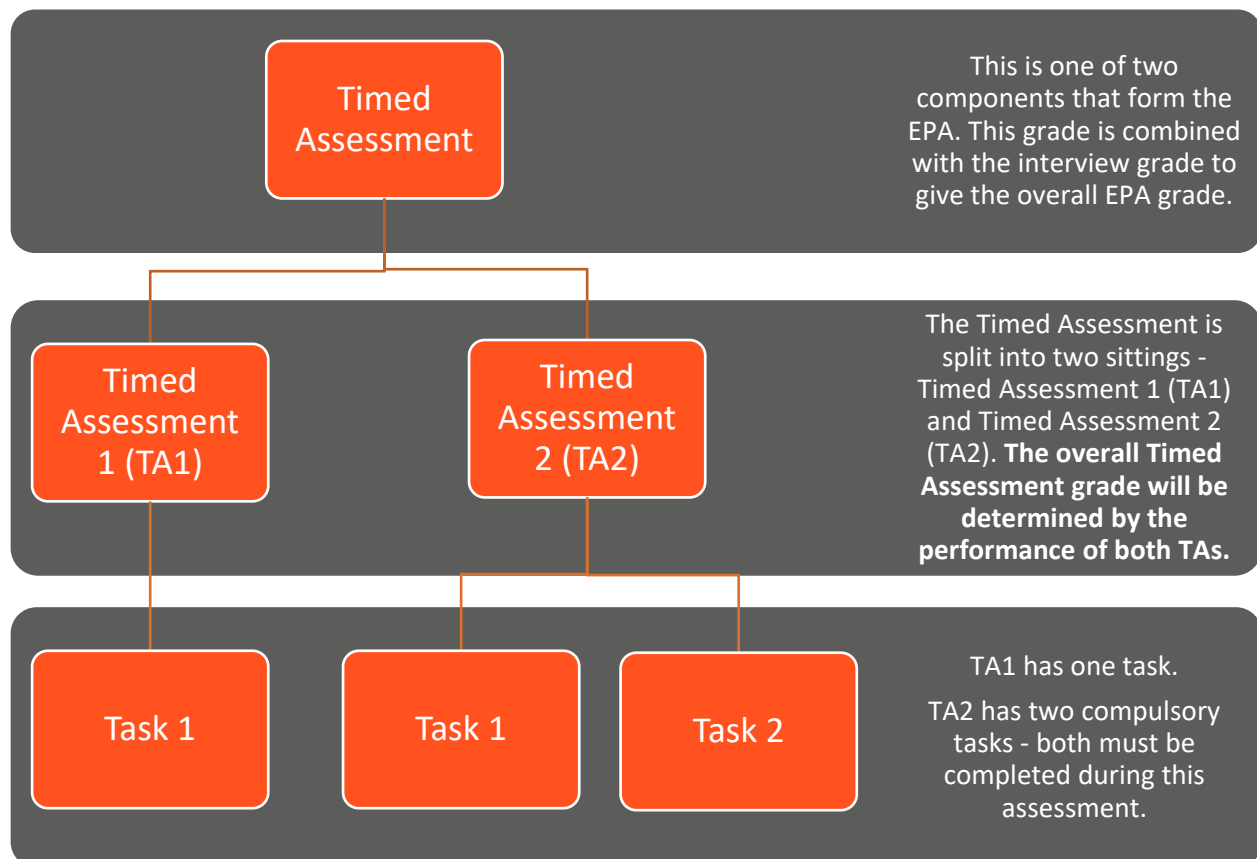 Timed
Assessment
This is one of two
components that form the
EPA. This grade is combined
with the interview grade to
give the overall EPA grade.
Timed
Assessment
1 (TA1)
Timed
Assessment
2 (TA2)
The Timed Assessment is
split into two sittings -
Timed Assessment 1 (TA1)
and Timed Assessment 2
(TA2). The overall Timed
Assessment grade will be
determined by the
performance of both TAs.
Task 1
Task 1
Task 2
TA1 has one task.
TA2 has two compulsory
tasks - both must be
completed during this
assessment.